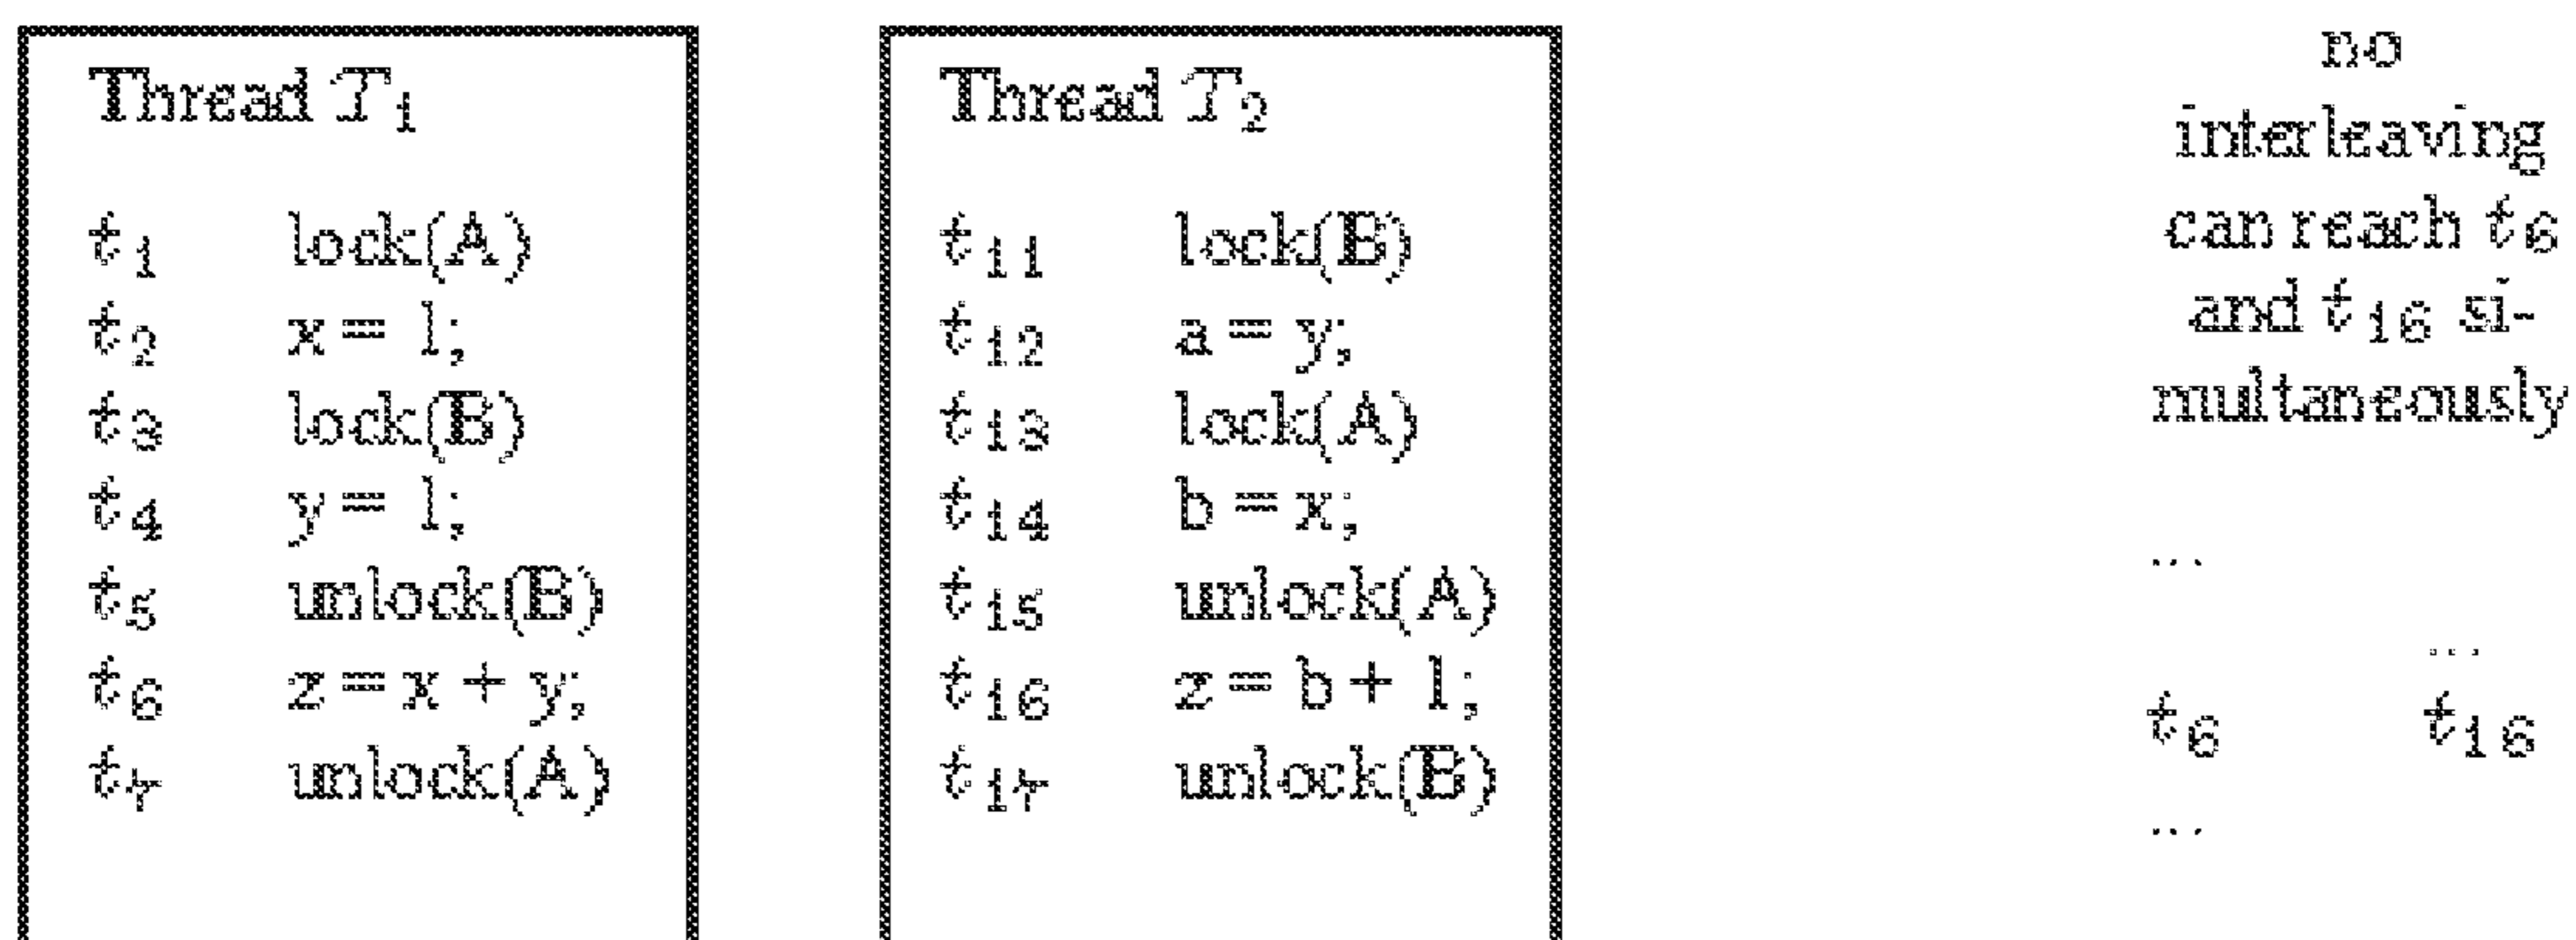 Thread T₁
t₁ lock(A)
t₂ x = 1;
t₃ lock(B)
t₄ y = 1;
t₅ unlock(B)
t₆ z = x + y;
t₇ unlock(A)
Thread T₂
t₁₁ lock(B)
t₁₂ a = y;
t₁₃ lock(A)
t₁₄ b = x;
t₁₅ unlock(A)
t₁₆ z = b + 1;
t₁₇ unlock(B)
no
interleaving
can reach t₆
and t₁₆ si-
multaneously
...
...
t₆ t₁₆
...